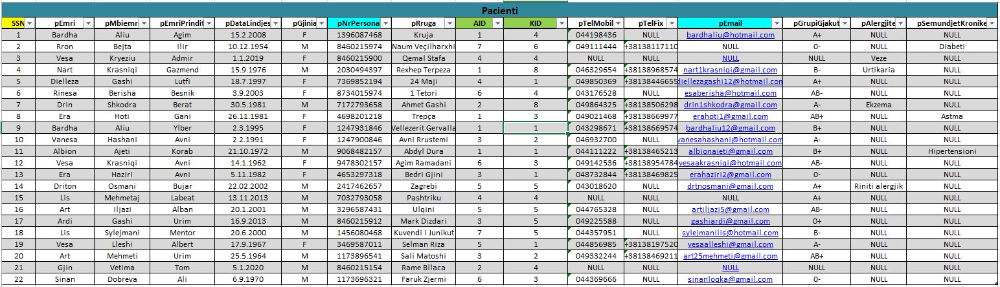 Pacienti
SSN pEmri pMbiemr pEmriPrindit pDataLindjes pGjinia pNrPersona pRruga AID KID pTelMobil pTelFix pEmail pGrupiGjakut pAlergjite pSemundjetKronike
1 Bardha Aliu Agim 15.2.2008 F 1396087468 Kruja 1 4 044198436 NULL bardhaliu@hotmail.com A+ NULL NULL
2 Rron Bejta Ilir 10.12.1954 M 8460215974 Naum Veçilharxhi 7 6 049111444 +38138117110 NULL O- NULL Diabeti
3 Vesa Kryeziu Admir 1.1.2019 F 8460215900 Qemal Stafa 4 4 NULL NULL NULL A+ Veze NULL
4 Nart Krasniqi Gazmend 15.9.1976 M 2030494397 Rexhep Terpeza 1 8 046329654 +38138968574 nart1krasniqi@gmail.com B- Urtikaria NULL
5 Dielleza Gashi Lutfi 18.7.1997 F 7369852194 24 Maji 4 1 049850369 +38138446655 diellezagashi12@hotmail.com A+ NULL NULL
6 Rinesa Berisha Besnik 3.9.2003 F 8734015974 1 Tetori 6 4 043176528 NULL esaberisha@hotmail.com AB- NULL NULL
7 Drin Shkodra Berat 30.5.1981 M 7172793658 Ahmet Gashi 2 8 049864325 +38138506298 drin1shkodra@gmail.com A- Ekzema NULL
8 Era Hoti Gani 26.11.1981 F 4698201218 Trepça 1 3 049021468 +38138669977 erahoti1@gmail.com AB+ NULL Astma
9 Bardha Aliu Ylber 2.3.1995 F 1247931846 Vellezerit Gervalla 1 1 043298671 +38138669574 bardhaliu12@gmail.com B+ NULL NULL
10 Vanesa Hashani Avni 2.2.1991 F 1247900846 Avni Rrustemi 3 2 046932700 NULL vanesahashani@hotmail.com A- NULL NULL
11 Albion Ajeti Korab 21.10.1972 M 9068482157 Abdyl Dura 1 1 044111222 +38138465213 albionajeti@gmail.com B+ NULL Hipertensioni
12 Vesa Krasniqi Avni 14.1.1962 F 9478302157 Agim Ramadani 6 3 049142536 +38138954784 vesaakrasniqi@hotmail.com AB- NULL NULL
13 Era Haziri Avni 5.11.1982 F 4653297318 Bedri Gjini 3 1 048732844 +38138469825 erahaziri2@gmail.com O- NULL NULL
14 Driton Osmani Bujar 22.02.2002 M 2417462657 Zagrebi 5 4 043018620 NULL drtnosmani@gmail.com A+ Riniti alergjik NULL
15 Lis Mehmetaj Labeat 13.11.2013 M 7032793058 Pashtriku 4 4 NULL NULL NULL A+ NULL NULL
16 Art Iljazi Alban 20.1.2001 M 3296587431 Ulqini 5 5 044765328 NULL artiljazi5@gmail.com AB- NULL NULL
17 Ardi Gashi Urim 16.9.2013 M 8460215912 Mark Dizdari 3 5 049225588 NULL gashiardi@gmail.com O+ NULL NULL
18 Lis Sylejmani Mentor 20.6.2000 M 1456080468 Kuvendi I Junikut 7 5 044357951 NULL sylejmanilis@hotmail.com B- NULL NULL
19 Vesa Lleshi Albert 17.9.1967 F 3469587011 Selman Riza 5 1 044856985 +38138197520 vesaalleshi@gmail.com A- NULL NULL
20 Art Mehmeti Urim 25.5.1964 M 1173896541 Sali Matoshi 3 2 049332244 +38138469211 art25mehmeti@gmail.com AB+ NULL NULL
21 Gjin Vetima Tom 5.1.2020 M 8460215154 Rame Bllaca 2 4 NULL NULL NULL NULL NULL NULL
22 Sinan Dobreva Ali 6.9.1970 M 1173696321 Faruk Zjermi 6 3 044369666 NULL sinanloqka@gmail.com O- NULL NULL